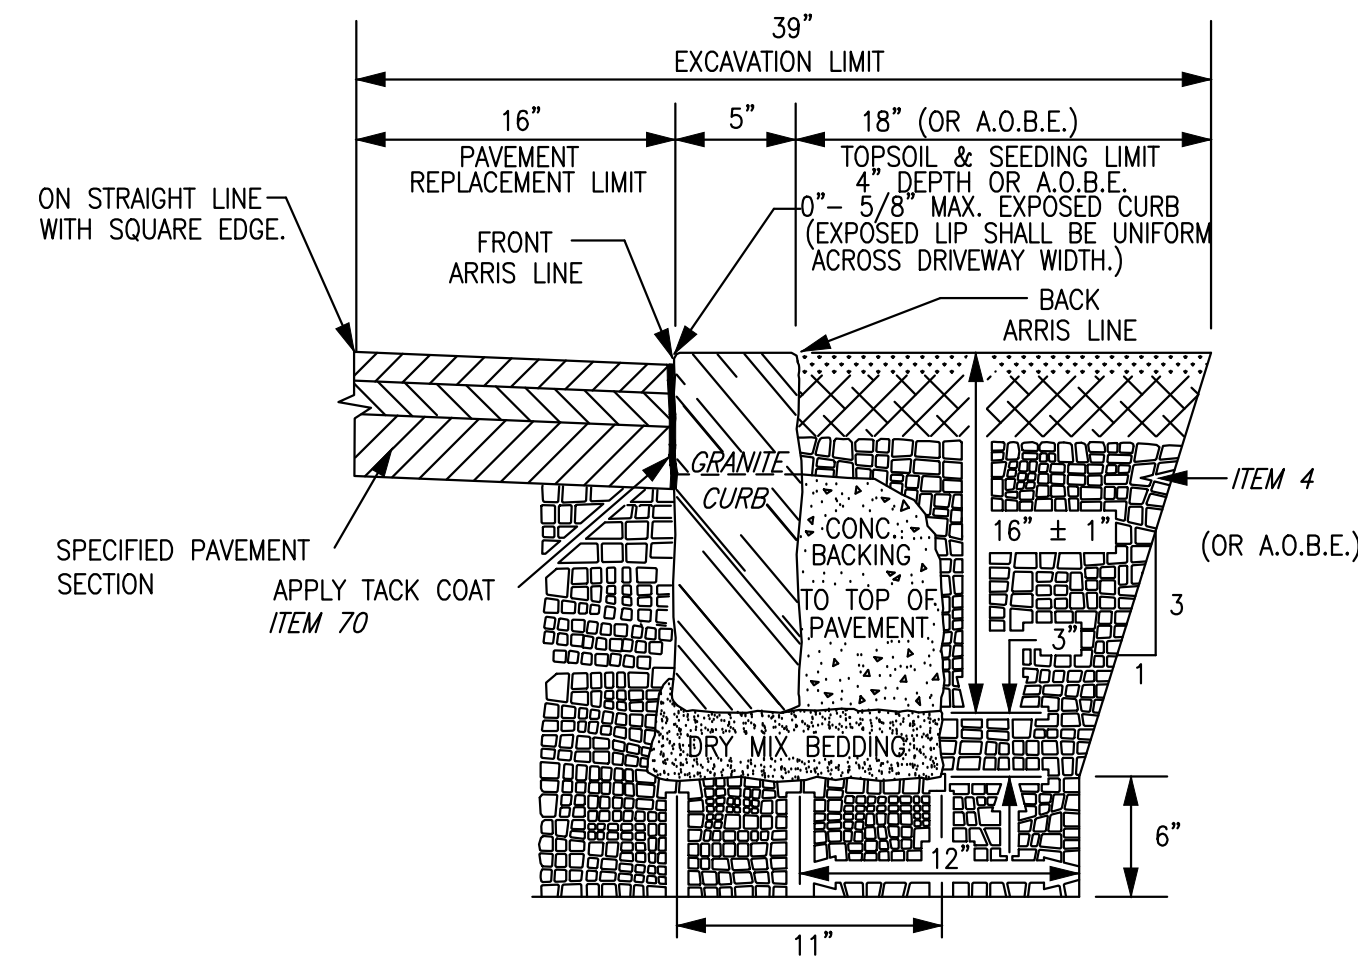 39”
EXCAVATION LIMIT
16”
5”
18” (OR A.O.B.E.)
PAVEMENT
REPLACEMENT LIMIT
TOPSOIL & SEEDING LIMIT
4” DEPTH OR A.O.B.E.
0”- 5/8” MAX. EXPOSED CURB
(EXPOSED LIP SHALL BE UNIFORM
ACROSS DRIVEWAY WIDTH.)
ON STRAIGHT LINE
WITH SQUARE EDGE.
FRONT
ARRIS LINE
BACK
ARRIS LINE
GRANITE
CURB
ITEM 4
(OR A.O.B.E.)
CONC.
BACKING
TO TOP OF
PAVEMENT
16” ± 1”
SPECIFIED PAVEMENT
SECTION
APPLY TACK COAT
ITEM 70
3
1
3”
DRY MIX BEDDING
6”
12”
11”